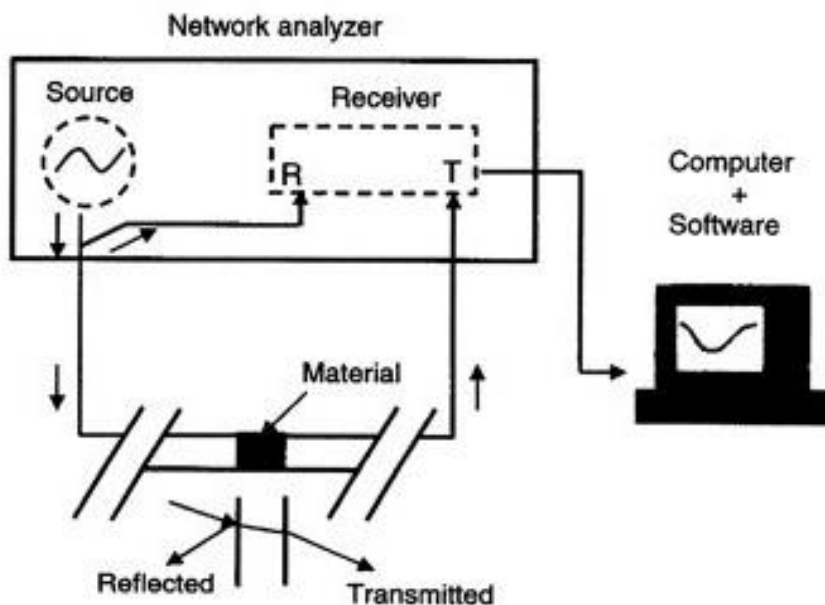 Network analyzer
Source
Receiver
R
T
Computer
+
Software
Material
Reflected
Transmitted